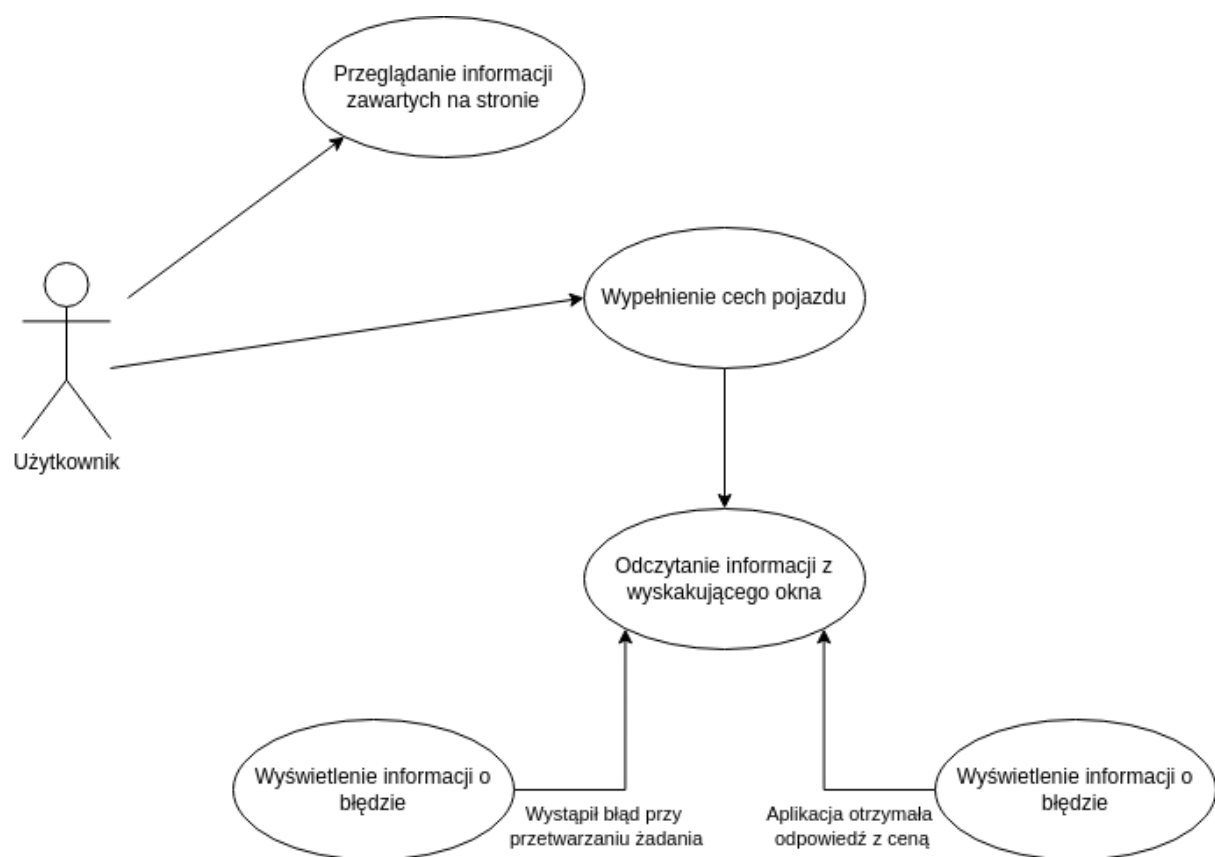 Przeglądanie informacji
zawartych na stronie
Wypełnienie cech pojazdu
Użytkownik
Odczytanie informacji z
wyskakującego okna
Wyświetlenie informacji o
błędzie
Wystąpił błąd przy
przetwarzaniu żadania
Aplikacja otrzymała
odpowiedź z ceną
Wyświetlenie informacji o
błędzie